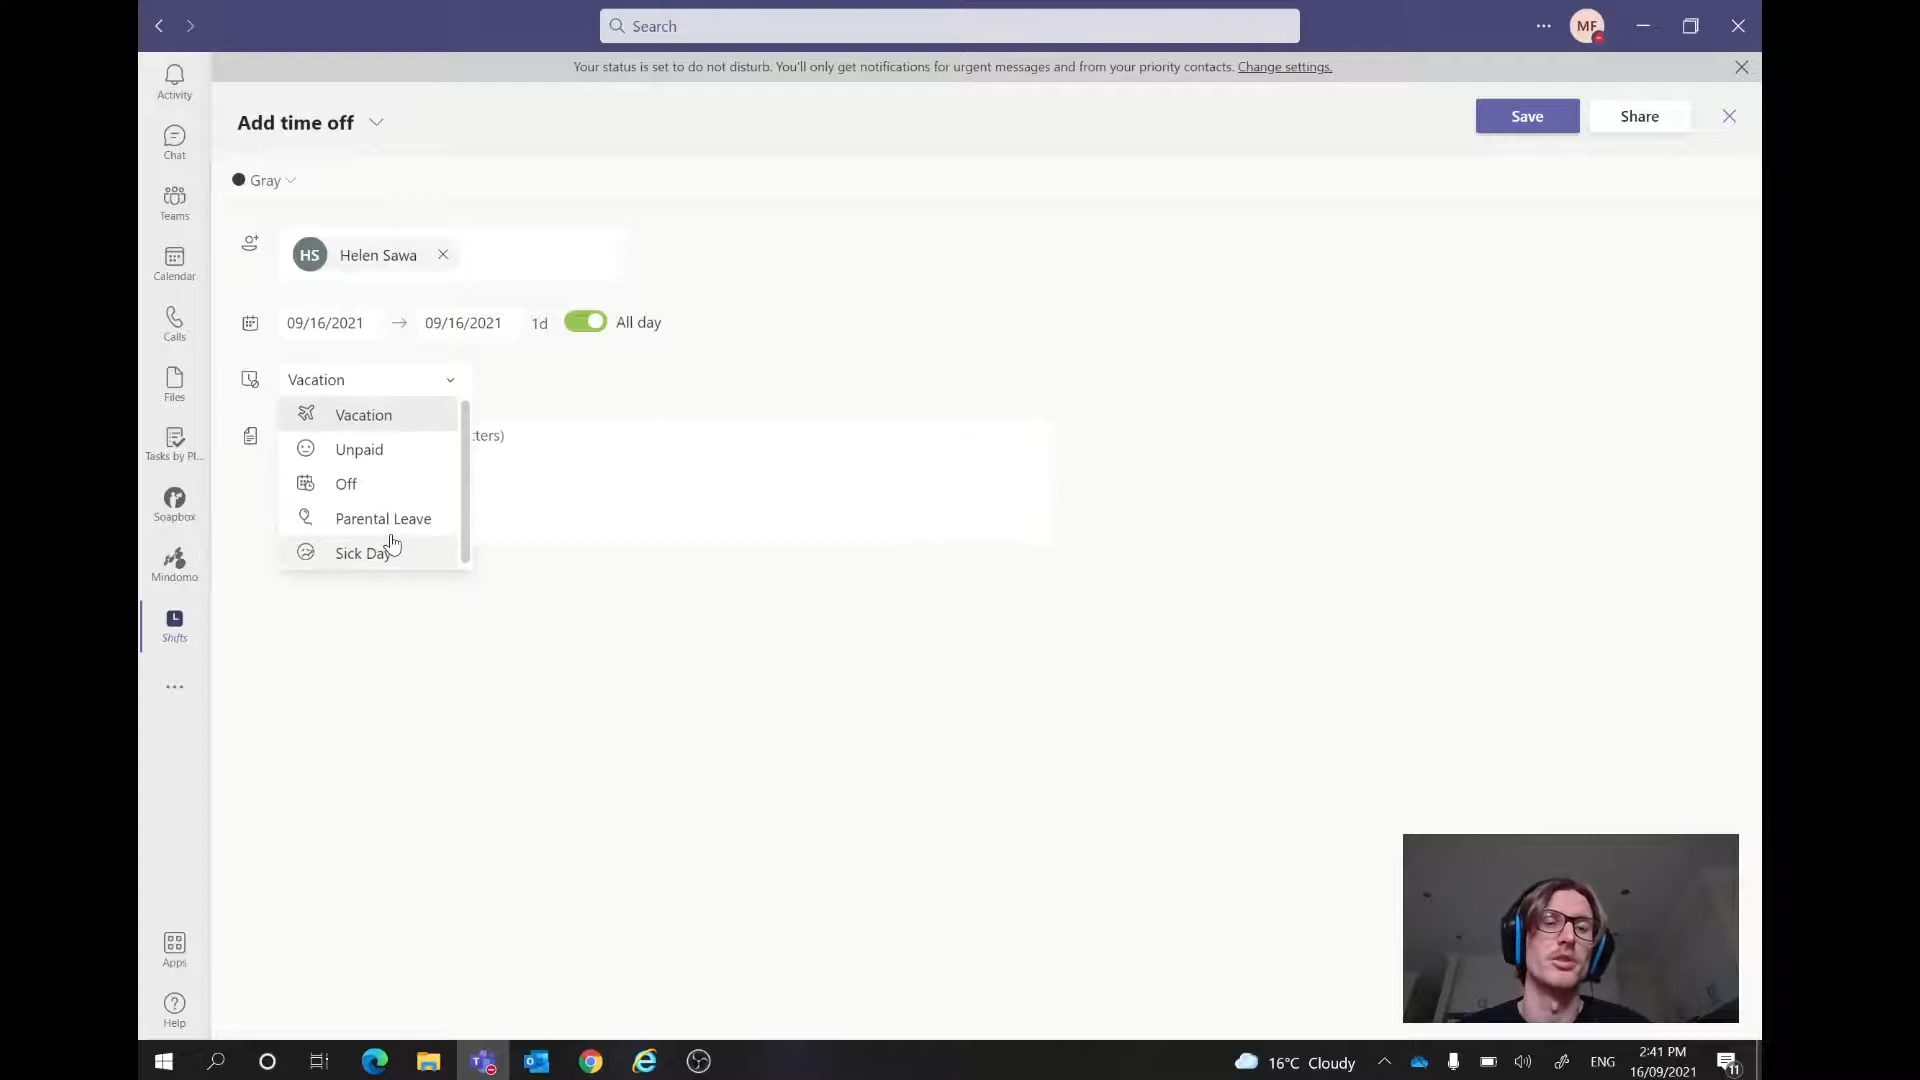 Search
MF
Your status is set to do not disturb. You'll only get notifications for urgent messages and from your priority contacts. Change settings.
Activity
Chat
Teams
Calendar
Calls
Files
Tasks by Pl...
Soapbox
Mindomo
Shifts
Apps
Help
Add time off
Save
Share
Gray
HS
Helen Sawa
09/16/2021
09/16/2021
1d
All day
Vacation
Vacation
Unpaid
Off
Parental Leave
Sick Day
ters)
16°C Cloudy
ENG
2:41 PM
16/09/2021
11